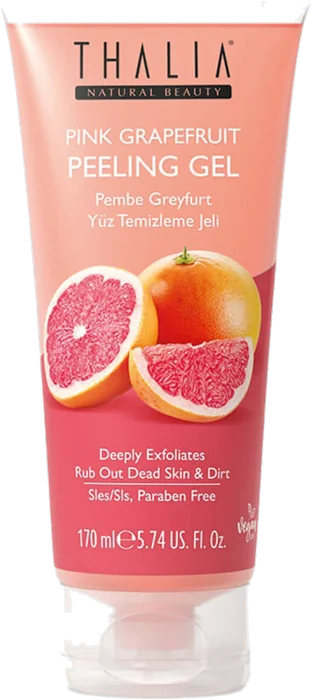 THALIA®
NATURAL BEAUTY
PINK GRAPEFRUIT
PEELING GEL
Pembe Greyfurt
Yüz Temizleme Jeli
Deeply Exfoliates
Rub Out Dead Skin & Dirt
Sles/Sls, Paraben Free
170 ml℮5.74 US. Fl. Oz.
Vegan